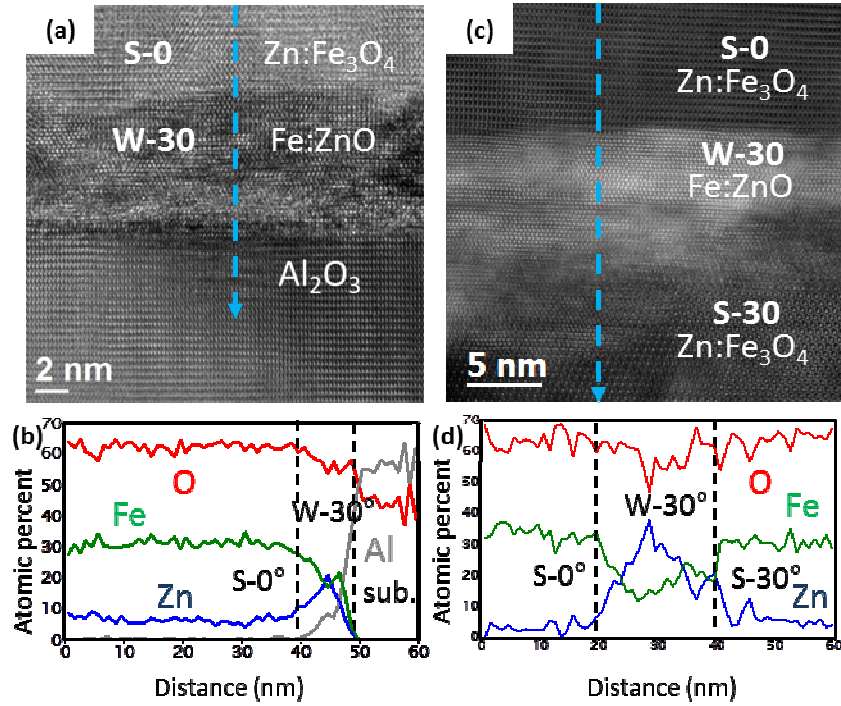 (a)
S-0
Zn:Fe₃O₄
W-30
Fe:ZnO
Al₂O₃
2 nm
(c)
S-0
Zn:Fe₃O₄
W-30
Fe:ZnO
S-30
Zn:Fe₃O₄
5 nm
(b)
Atomic percent
70
60
50
40
30
20
10
0
O
Fe
Zn
W-30°
S-0°
Al
sub.
0 10 20 30 40 50 60
Distance (nm)
(d)
Atomic percent
70
60
50
40
30
20
10
0
O
W-30°
Fe
S-0°
S-30°
Zn
0 10 20 30 40 50 60
Distance (nm)